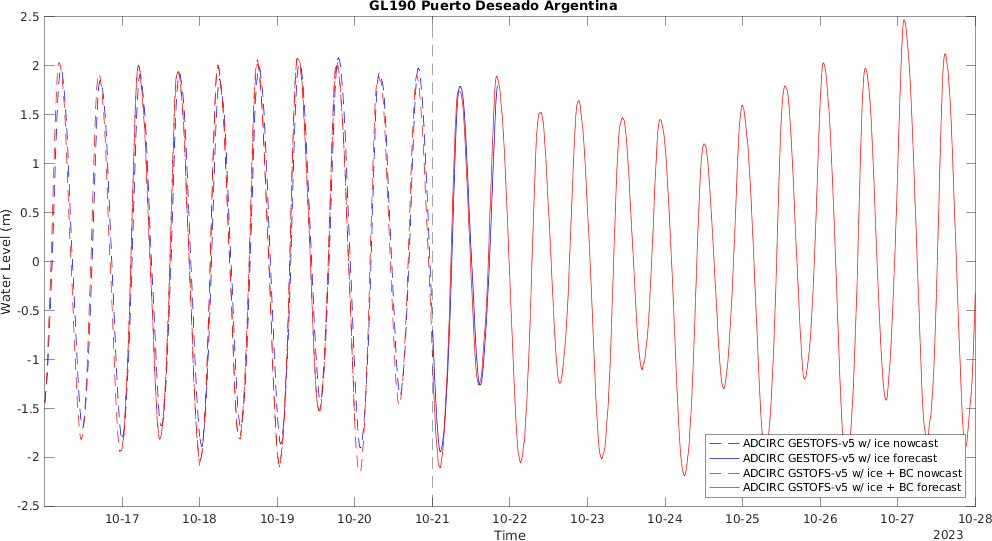 GL190 Puerto Deseado Argentina
2.5
2
1.5
1
0.5
0
-0.5
-1
-1.5
-2
-2.5
Water Level (m)
ADCIRC GESTOFS-v5 w/ ice nowcast
ADCIRC GESTOFS-v5 w/ ice forecast
ADCIRC GSTOFS-v5 w/ ice + BC nowcast
ADCIRC GSTOFS-v5 w/ ice + BC forecast
10-17 10-18 10-19 10-20 10-21 10-22 10-23 10-24 10-25 10-26 10-27 10-28
Time
2023